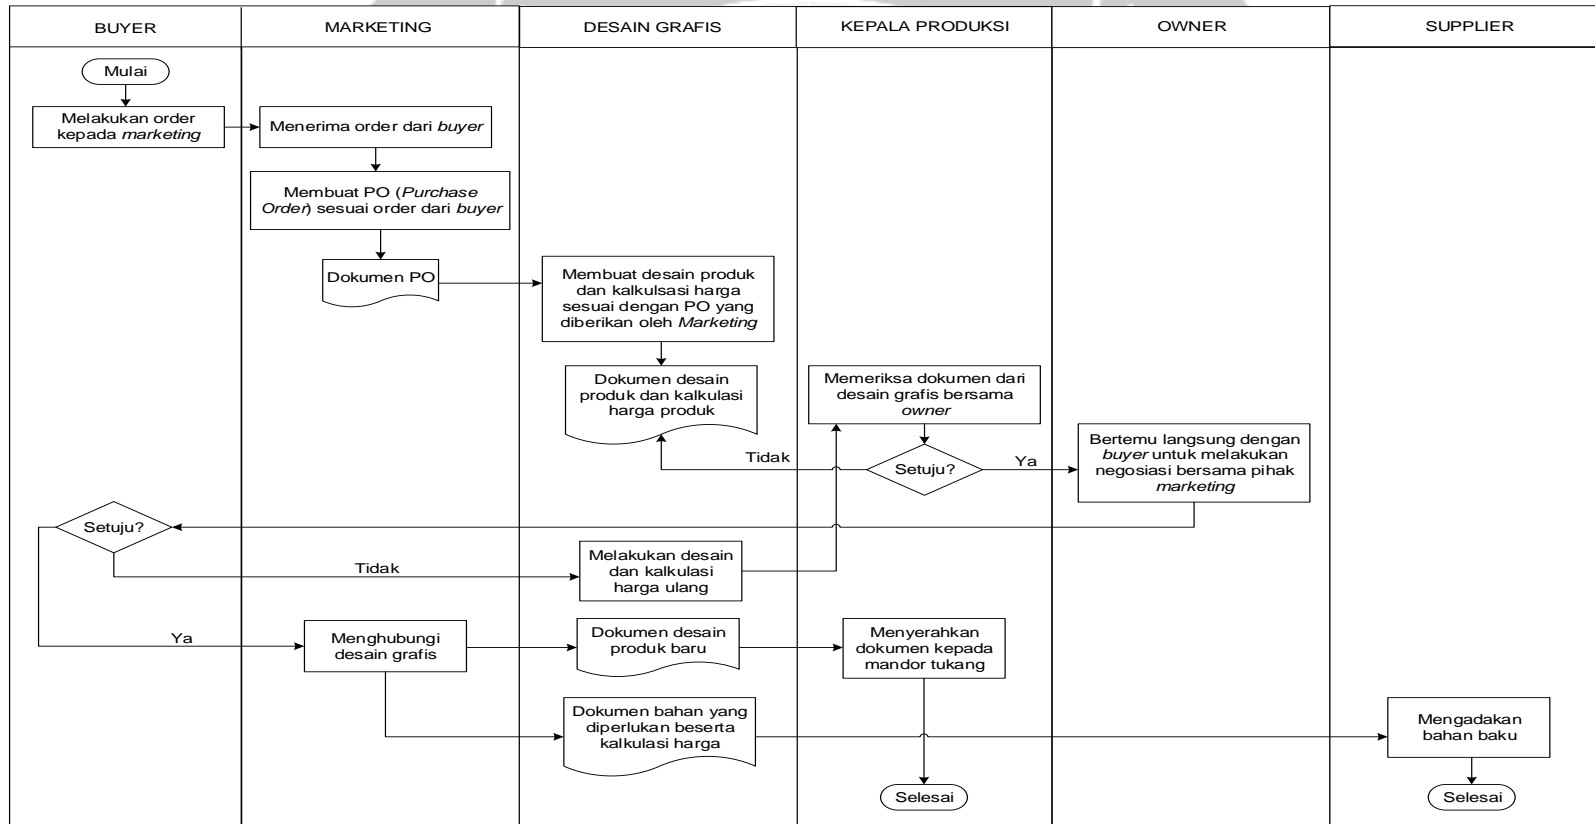 BUYER
MARKETING
DESAIN GRAFIS
KEPALA PRODUKSI
OWNER
SUPPLIER
Mulai
Melakukan order
kepada marketing
Menerima order dari buyer
Membuat PO (Purchase
Order) sesuai order dari buyer
Dokumen PO
Membuat desain produk
dan kalkulsasi harga
sesuai dengan PO yang
diberikan oleh Marketing
Dokumen desain
produk dan kalkulasi
harga produk
Memeriksa dokumen dari
desain grafis bersama
owner
Tidak
Setuju?
Ya
Bertemu langsung dengan
buyer untuk melakukan
negosiasi bersama pihak
marketing
Setuju?
Tidak
Melakukan desain
dan kalkulasi
harga ulang
Ya
Menghubungi
desain grafis
Dokumen desain
produk baru
Menyerahkan
dokumen kepada
mandor tukang
Dokumen bahan yang
diperlukan beserta
kalkulasi harga
Mengadakan
bahan baku
Selesai
Selesai